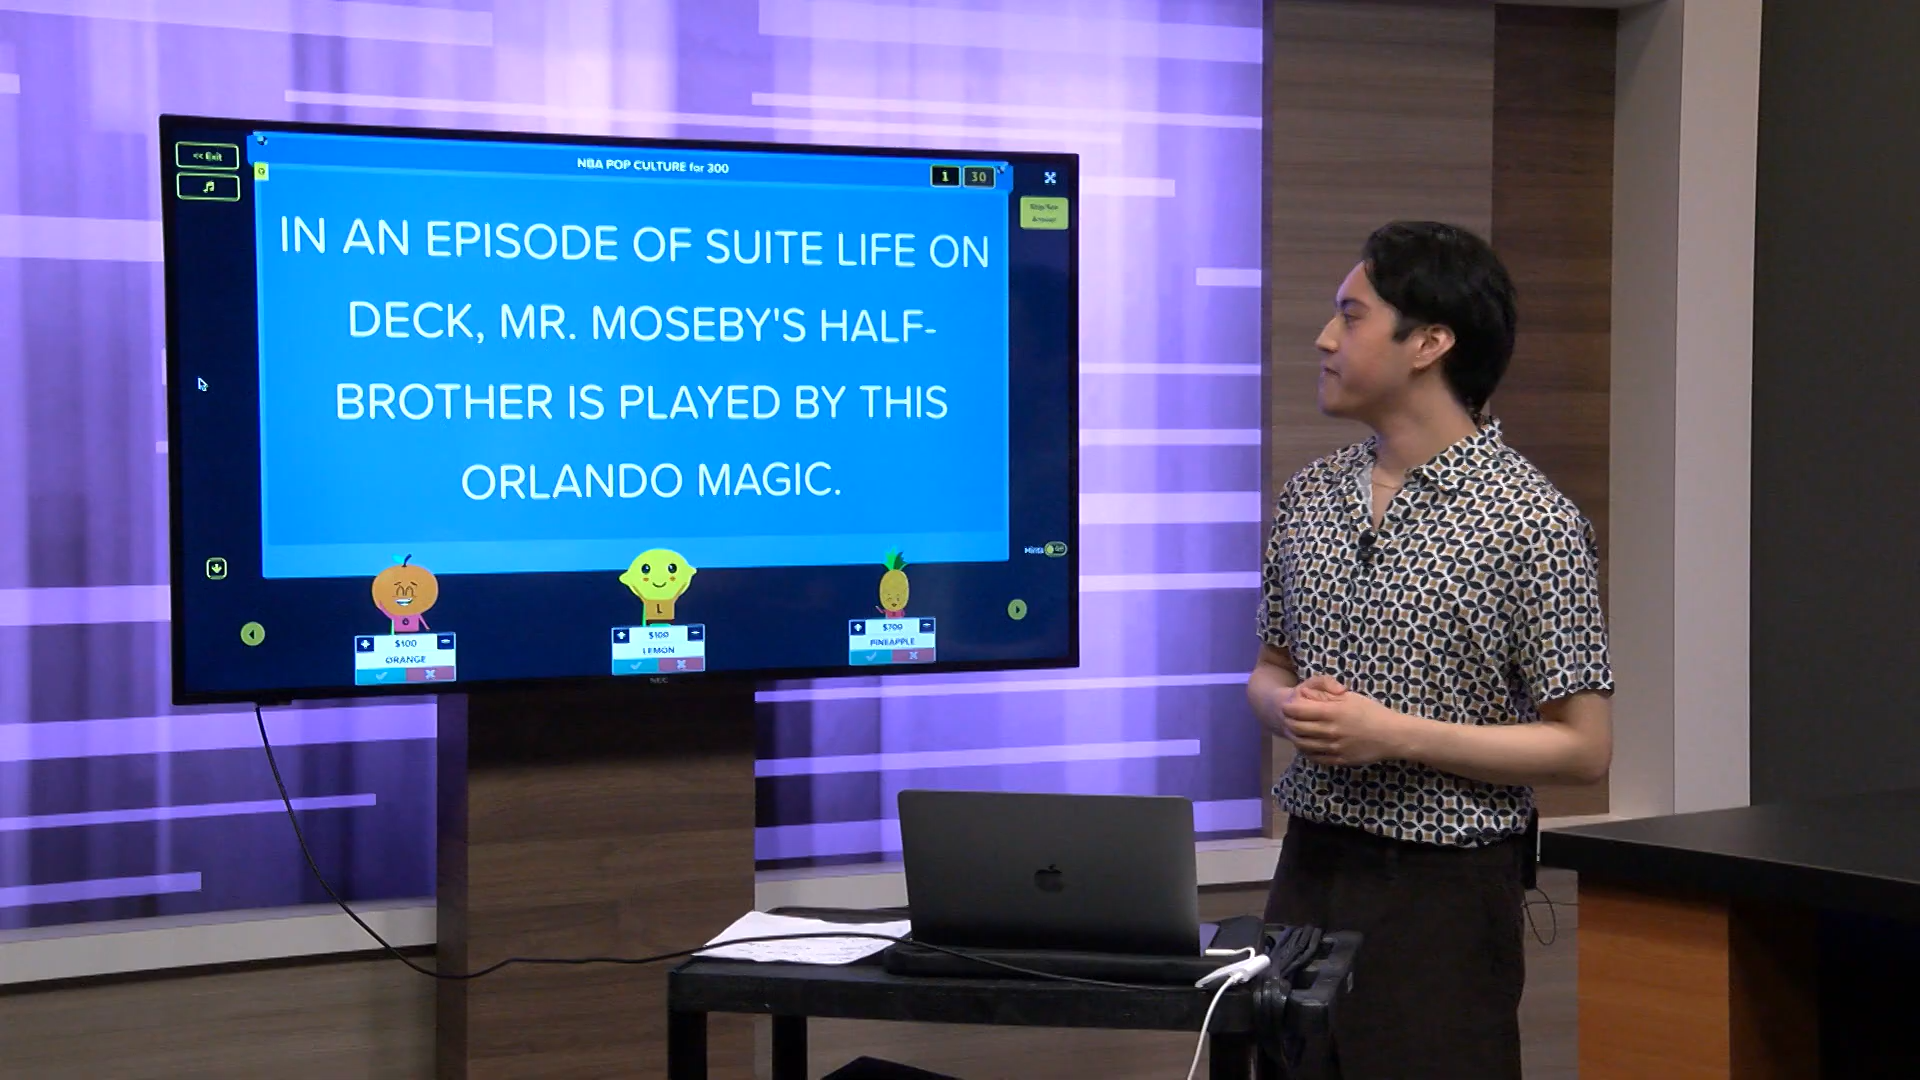 << Exit
NBA POP CULTURE for 300
1 30
Q
IN AN EPISODE OF SUITE LIFE ON
DECK, MR. MOSEBY'S HALF-
BROTHER IS PLAYED BY THIS
ORLANDO MAGIC.
L
$100
ORANGE
$100
LEMON
$700
PINEAPPLE
NEC